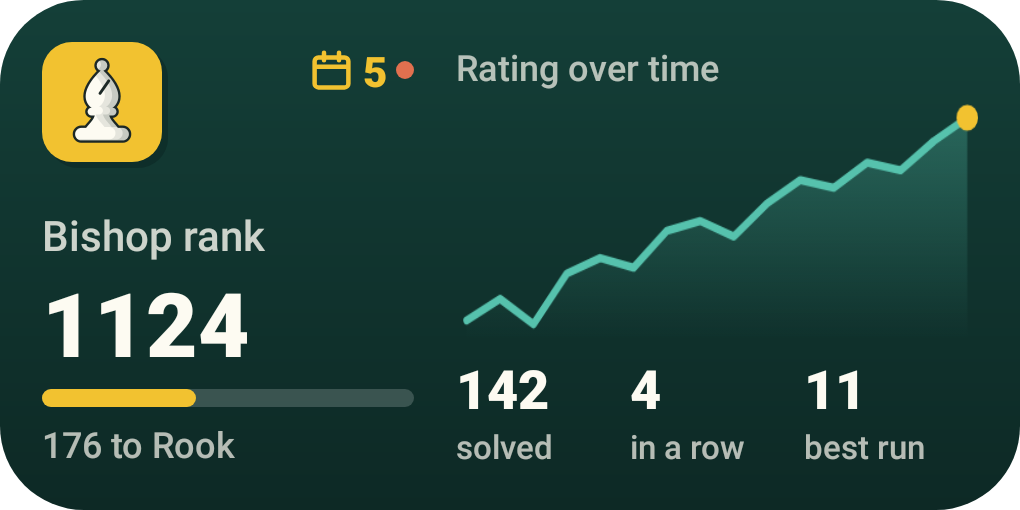 5
Rating over time
Bishop rank
1124
176 to Rook
142
solved
4
in a row
11
best run